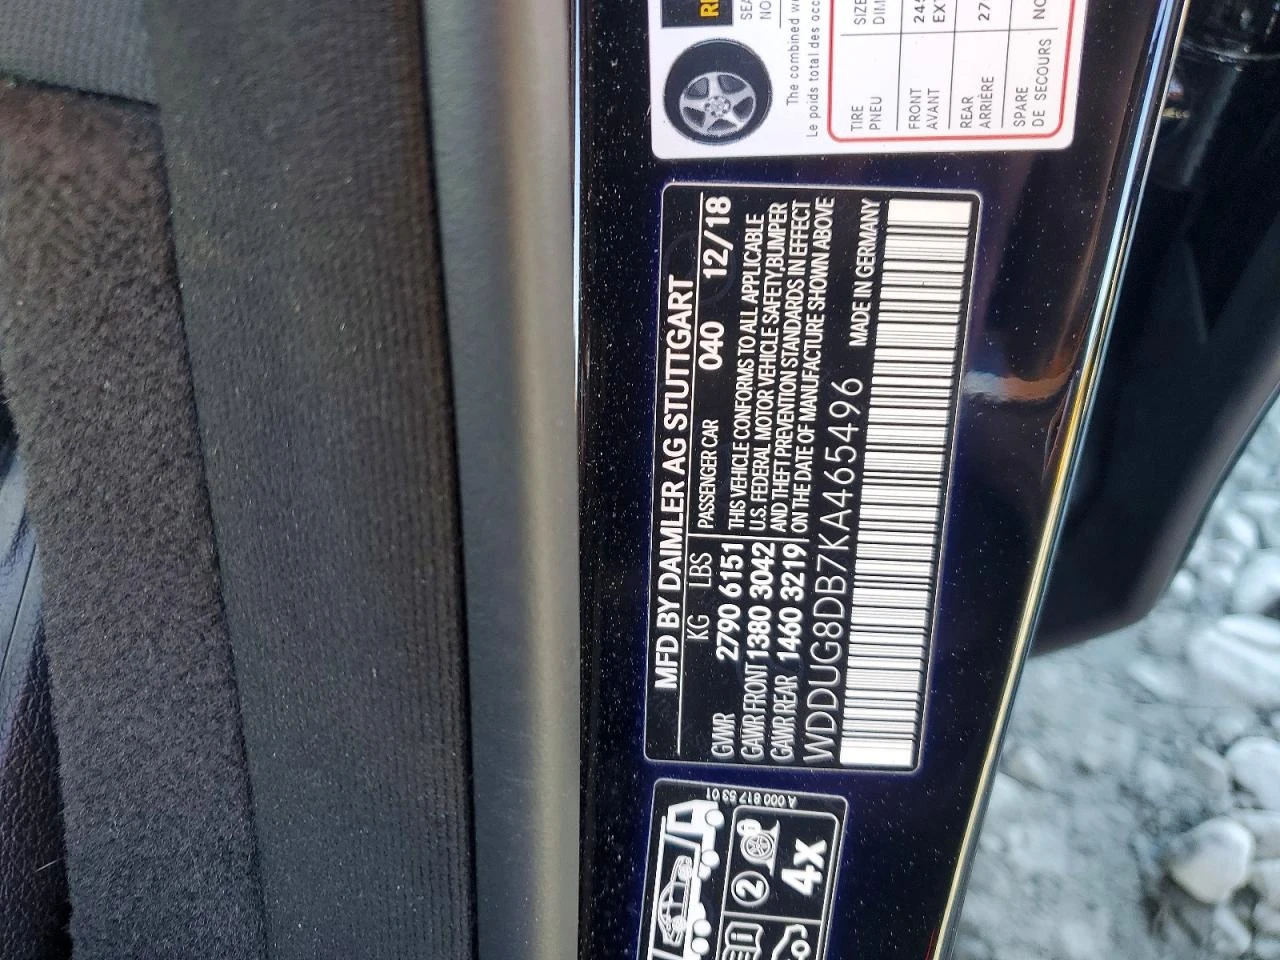 MFD BY DAIMLER AG STUTTGART
KG LBS
PASSENGER CAR 040 12/18
GVWR 2790 6151
GAWR FRONT 1380 3042
GAWR REAR 1460 3219
THIS VEHICLE CONFORMS TO ALL APPLICABLE
U.S. FEDERAL MOTOR VEHICLE SAFETY,BUMPER
AND THEFT PREVENTION STANDARDS IN EFFECT
ON THE DATE OF MANUFACTURE SHOWN ABOVE
WDDUG8DB7KA465496 MADE IN GERMANY
The combined
Le poids total des
TIRE
PNEU
FRONT
AVANT
REAR
ARRIÈRE
SPARE
DE SECOURS
A 000 817 53 01
2
4x